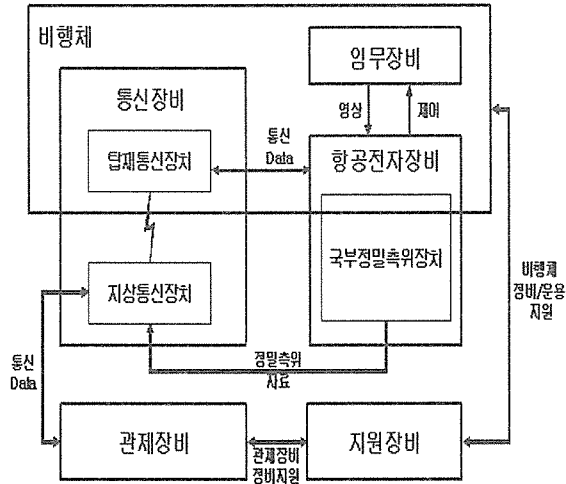 비행체
임무장비
통신장비
영상
제어
탑재통신장치
통신
Data
항공전자장비
국부정밀측위장치
지상통신장치
비행체
정비/운용
지원
통신
Data
정밀측위
자료
관제장비
관제장비
정비지원
지원장비